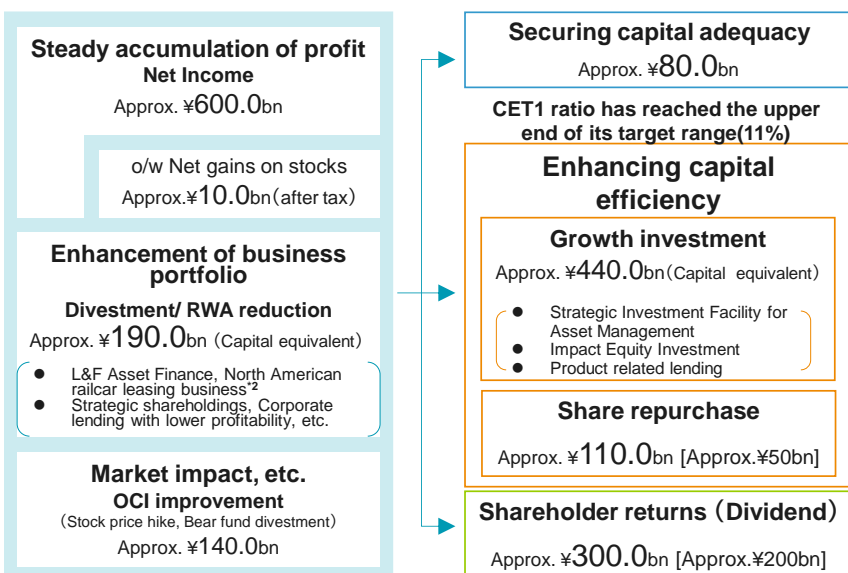 Steady accumulation of profit
Net Income
Approx. ¥600.0bn
o/w Net gains on stocks
Approx.¥10.0bn(after tax)
Enhancement of business
portfolio
Divestment/ RWA reduction
Approx. ¥190.0bn (Capital equivalent)
● L&F Asset Finance, North American
railcar leasing business*2
● Strategic shareholdings, Corporate
lending with lower profitability, etc.
Market impact, etc.
OCI improvement
(Stock price hike, Bear fund divestment)
Approx. ¥140.0bn
Securing capital adequacy
Approx. ¥80.0bn
CET1 ratio has reached the upper
end of its target range(11%)
Enhancing capital
efficiency
Growth investment
Approx. ¥440.0bn(Capital equivalent)
● Strategic Investment Facility for
Asset Management
● Impact Equity Investment
● Product related lending
Share repurchase
Approx. ¥110.0bn [Approx.¥50bn]
Shareholder returns (Dividend)
Approx. ¥300.0bn [Approx.¥200bn]